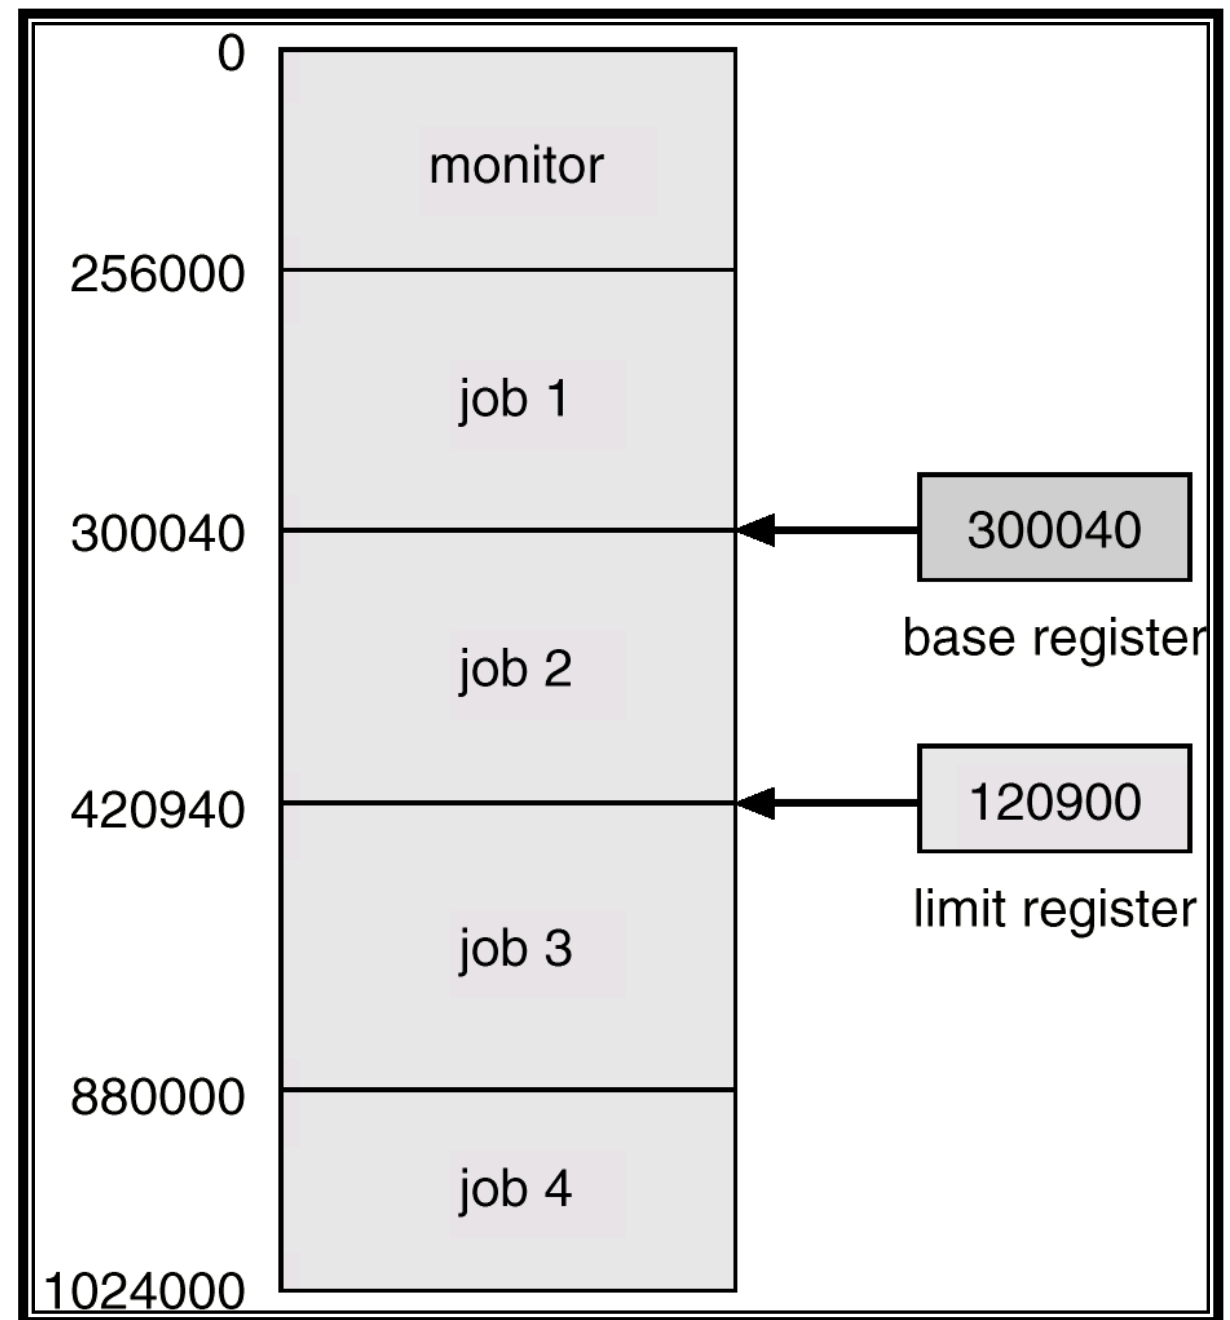 0
monitor
256000
job 1
300040
300040
base register
job 2
420940
120900
limit register
job 3
880000
job 4
1024000